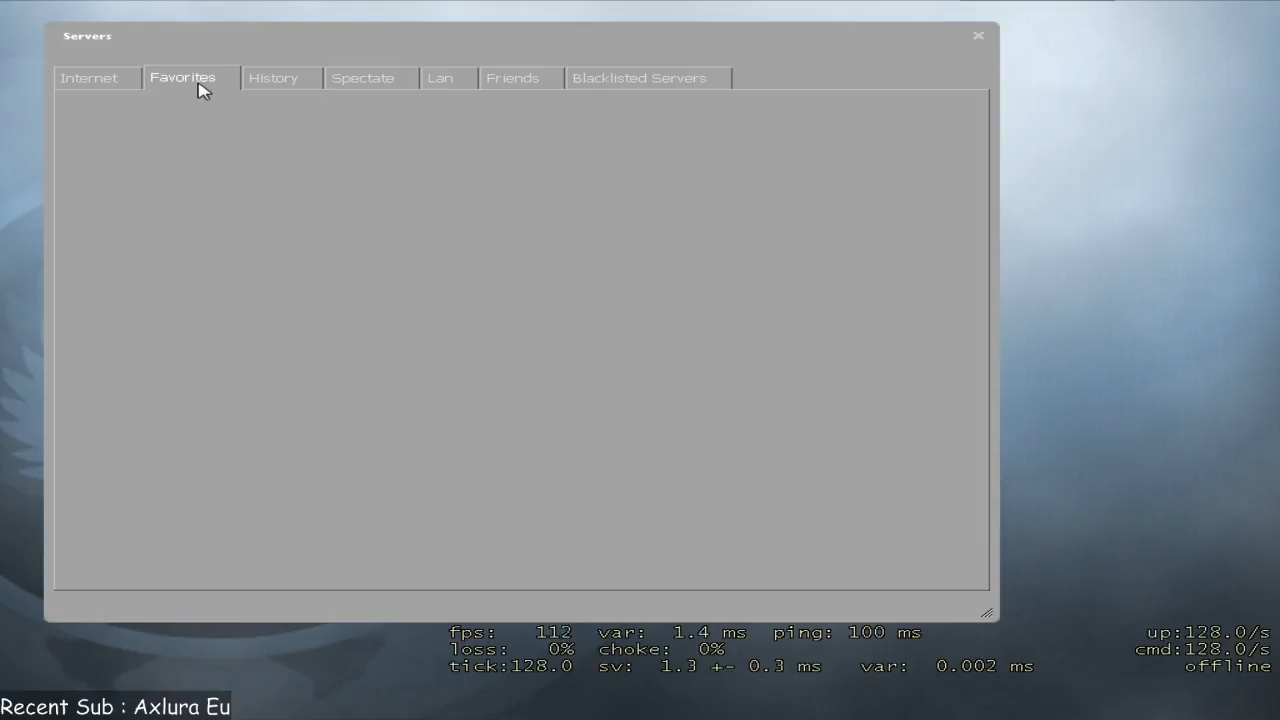 Servers
Internet Favorites History Spectate Lan Friends Blacklisted Servers
fps: 112 var: 1.4 ms ping: 100 ms
loss: 0% choke: 0%
tick:128.0 sv: 1.3 +- 0.3 ms var: 0.002 ms
up:128.0/s
cmd:128.0/s
offline
Recent Sub : Axlura Eu